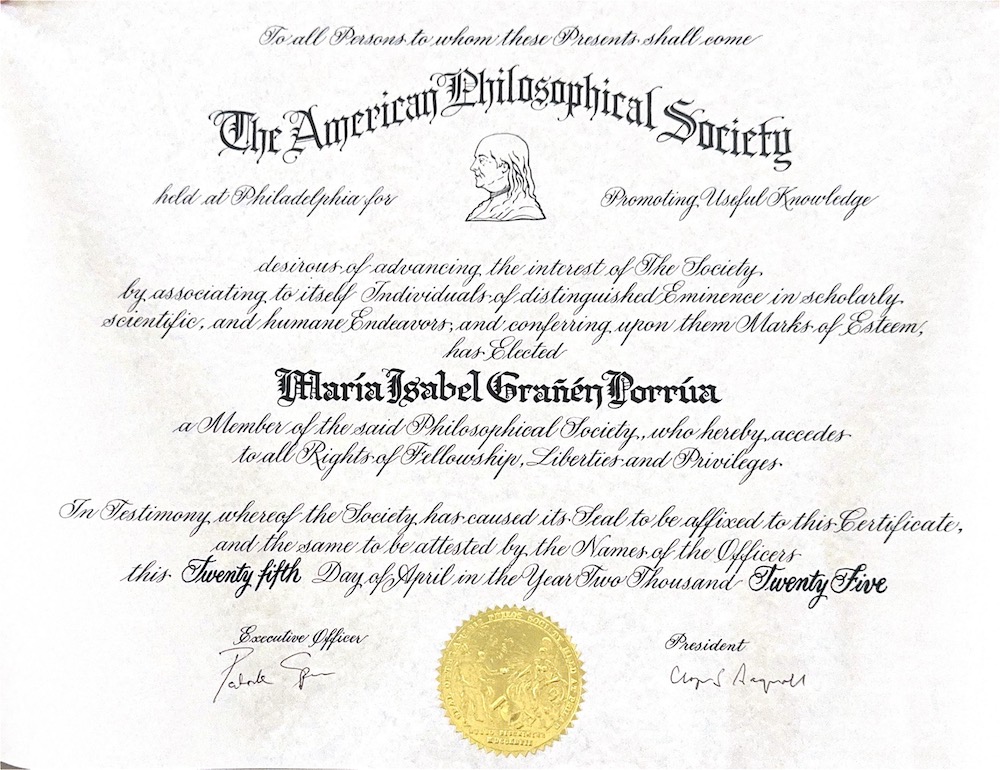 To all Persons to whom these Presents shall come
The American Philosophical Society
held at Philadelphia for Promoting Useful Knowledge
desirous of advancing the interest of The Society,
by associating to itself Individuals of distinguished Eminence in scholarly,
scientific, and humane Endeavors, and conferring upon them Marks of Esteem,
has Elected
María Isabel Grañén Porrúa
a Member of the said Philosophical Society, who hereby accedes
to all Rights of Fellowship, Liberties and Privileges.
In Testimony whereof the Society has caused its Seal to be affixed to this Certificate,
and the same to be attested by the Names of the Officers
this Twenty fifth Day of April in the Year Two Thousand Twenty Five
Executive Officer
President